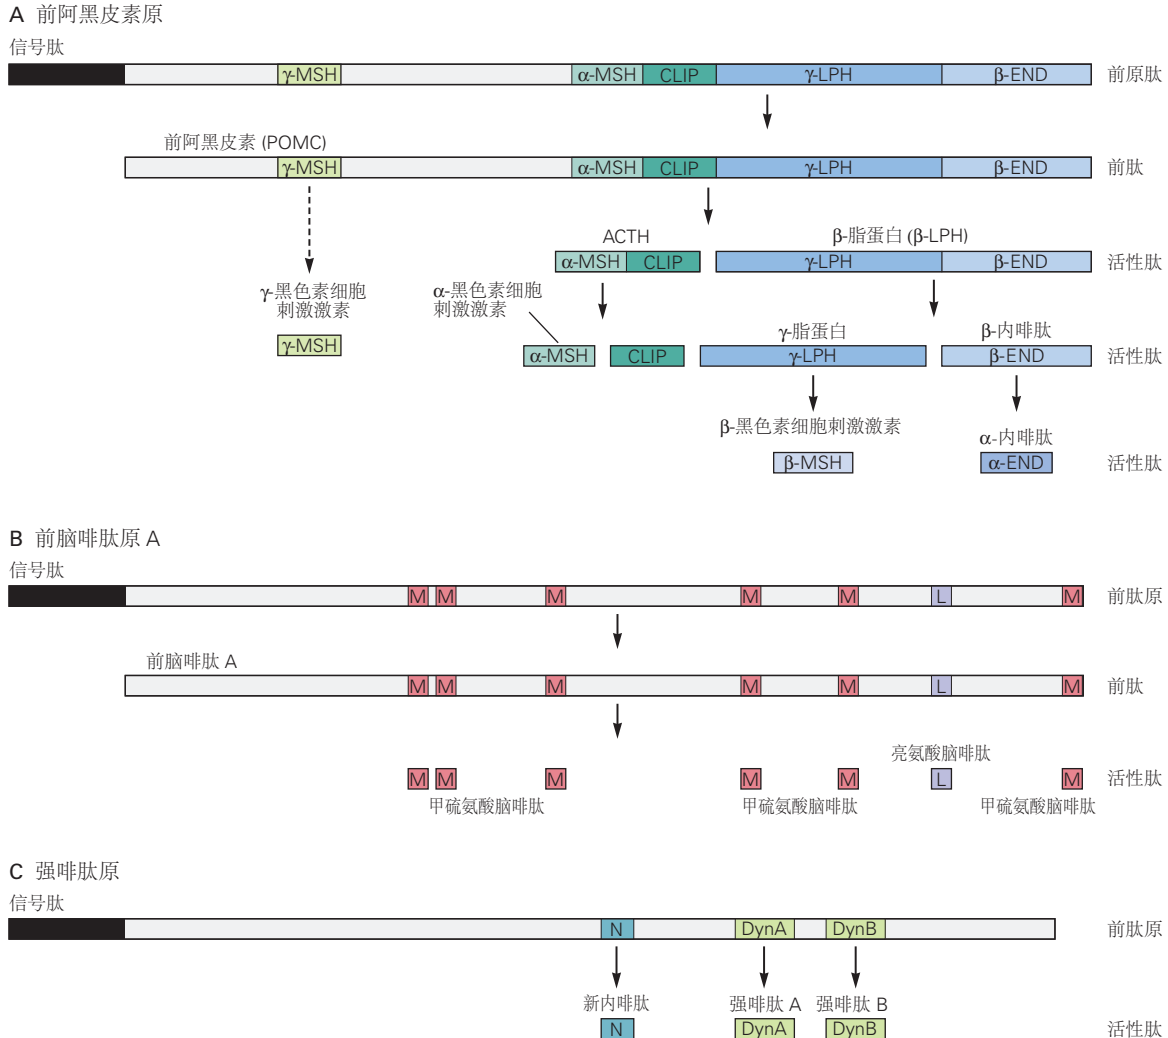 A 前阿黑皮素原
信号肽
γ-MSH α-MSH CLIP γ-LPH β-END 前原肽
前阿黑皮素 (POMC)
γ-MSH α-MSH CLIP γ-LPH β-END 前肽
ACTH β-脂蛋白 (β-LPH)
α-MSH CLIP γ-LPH β-END 活性肽
γ-黑色素细胞
刺激激素
α-黑色素细胞
刺激激素
γ-脂蛋白 β-内啡肽
γ-MSH α-MSH CLIP γ-LPH β-END 活性肽
β-黑色素细胞刺激激素 α-内啡肽
β-MSH α-END 活性肽
B 前脑啡肽原 A
信号肽
M M M M M L M 前肽原
前脑啡肽 A
M M M M M L M 前肽
亮氨酸脑啡肽
M M M M M L M 活性肽
甲硫氨酸脑啡肽 甲硫氨酸脑啡肽 甲硫氨酸脑啡肽
C 强啡肽原
信号肽
N DynA DynB 前肽原
新内啡肽 强啡肽 A 强啡肽 B
N DynA DynB 活性肽